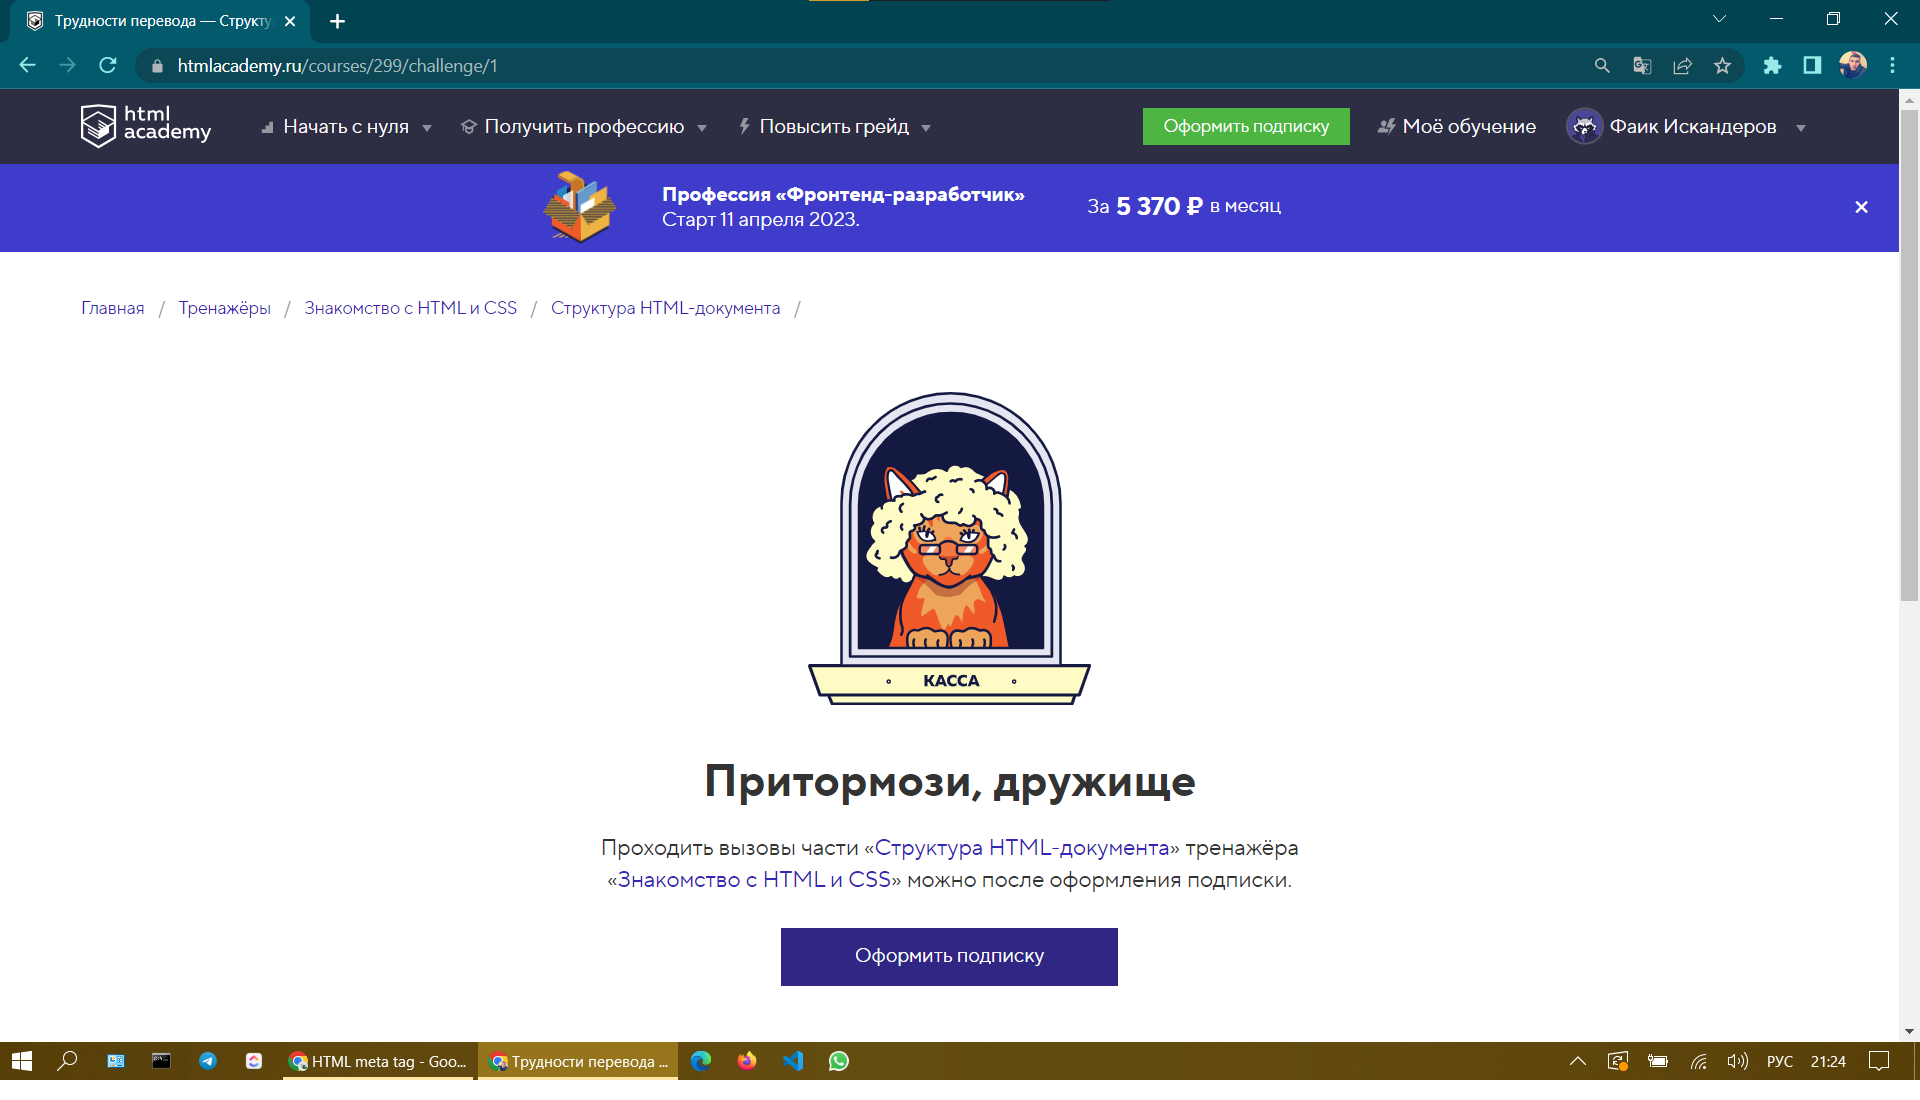 Трудности перевода — Структу
htmlacademy.ru/courses/299/challenge/1
html academy
Начать с нуля
Получить профессию
Повысить грейд
Оформить подписку
Моё обучение
Фаик Искандеров
Профессия «Фронтенд-разработчик»
Старт 11 апреля 2023.
За 5 370 ₽ в месяц
Главная / Тренажёры / Знакомство с HTML и CSS / Структура HTML-документа /
КАССА
Притормози, дружище
Проходить вызовы части «Структура HTML-документа» тренажёра
«Знакомство с HTML и CSS» можно после оформления подписки.
Оформить подписку
HTML meta tag - Goo...
Трудности перевода ...
РУС
21:24